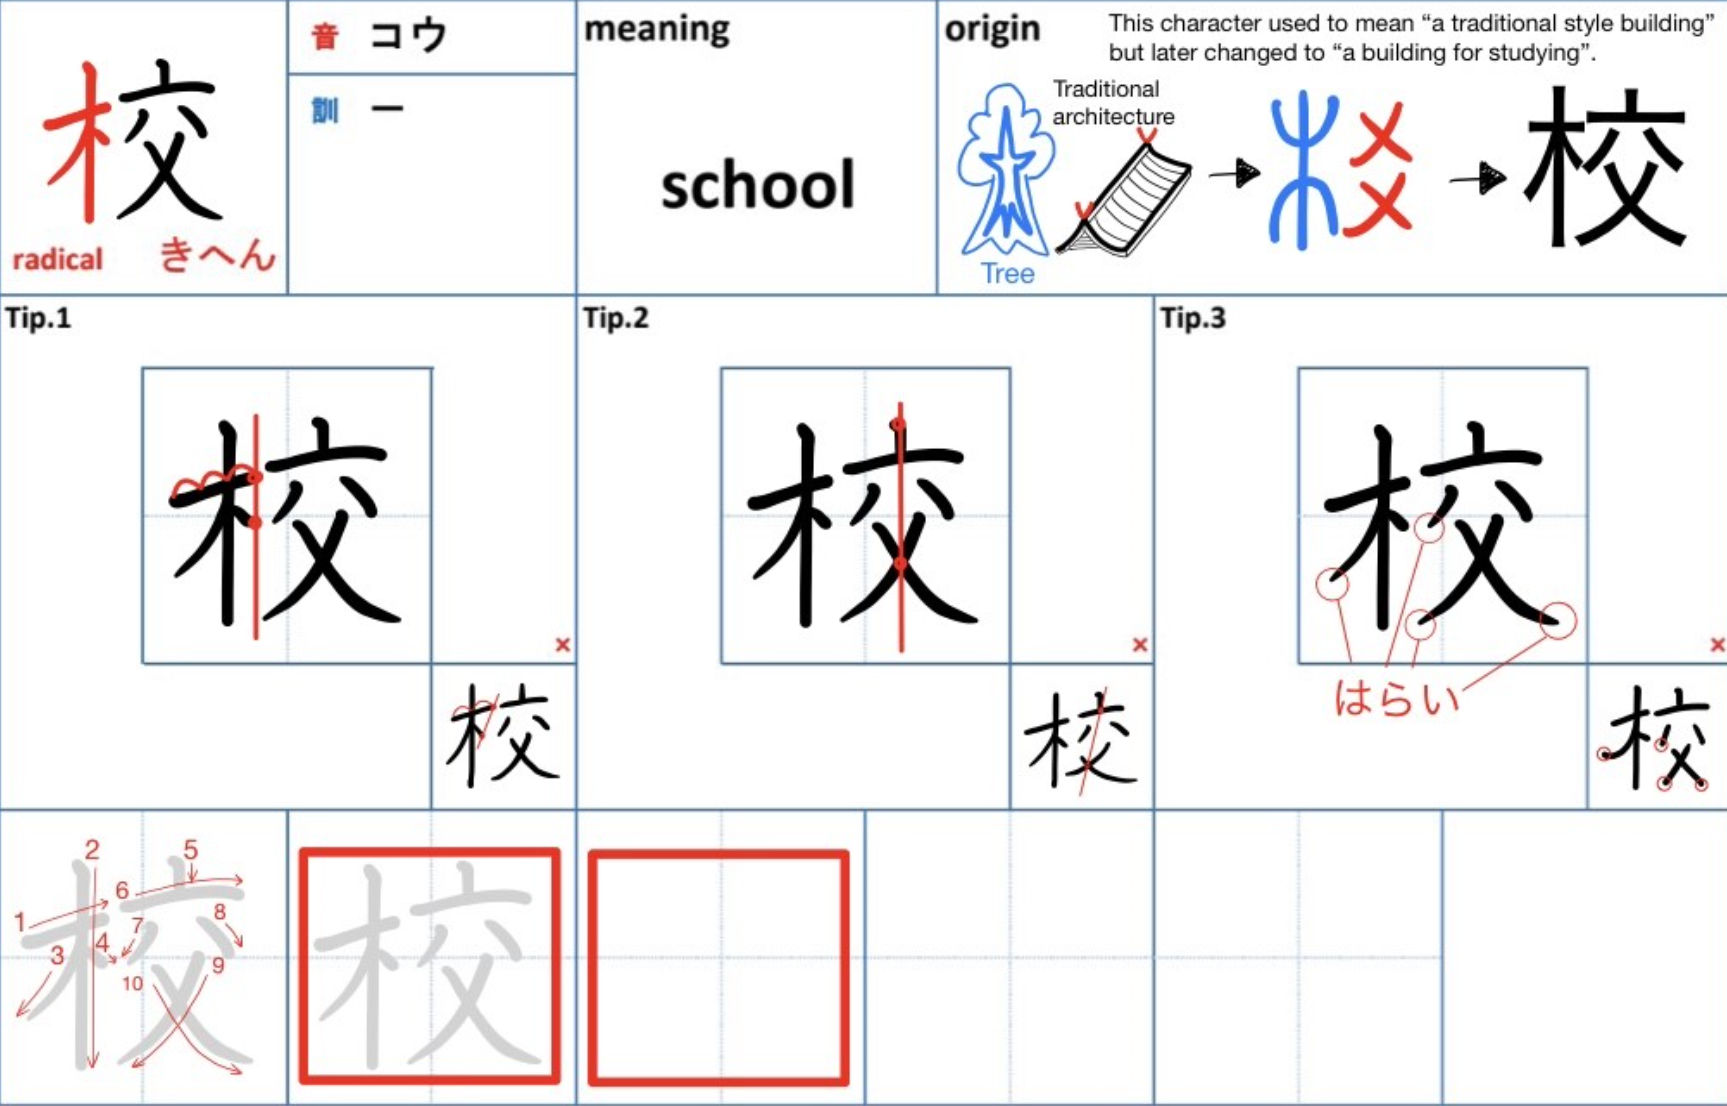 校
radical きへん
音 コウ
訓 ー
meaning
school
origin
This character used to mean “a traditional style building”
but later changed to “a building for studying”.
Traditional
architecture
Tree
校
Tip.1
校
×
校
Tip.2
校
×
校
Tip.3
校
はらい
×
校
校
1
2
3
4
5
6
7
8
9
10
校